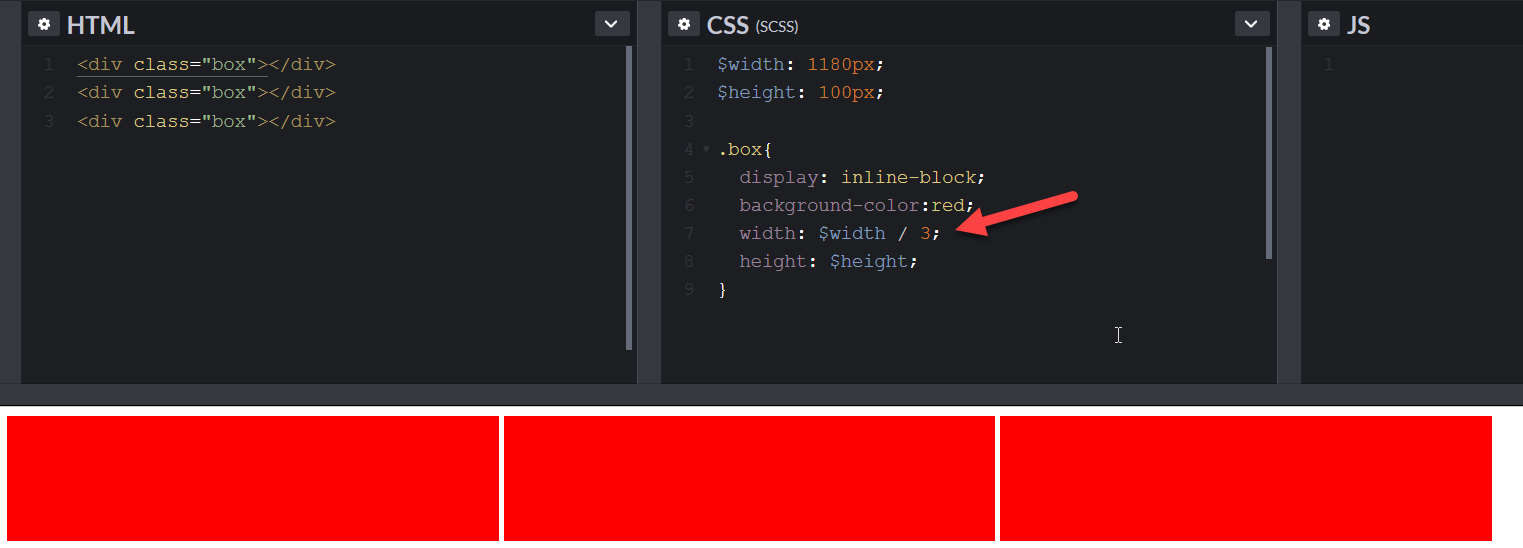 HTML
1 <div class="box"></div>
2 <div class="box"></div>
3 <div class="box"></div>
CSS (SCSS)
1 $width: 1180px;
2 $height: 100px;
3
4 .box{
5 display: inline-block;
6 background-color:red;
7 width: $width / 3;
8 height: $height;
9 }
JS
1